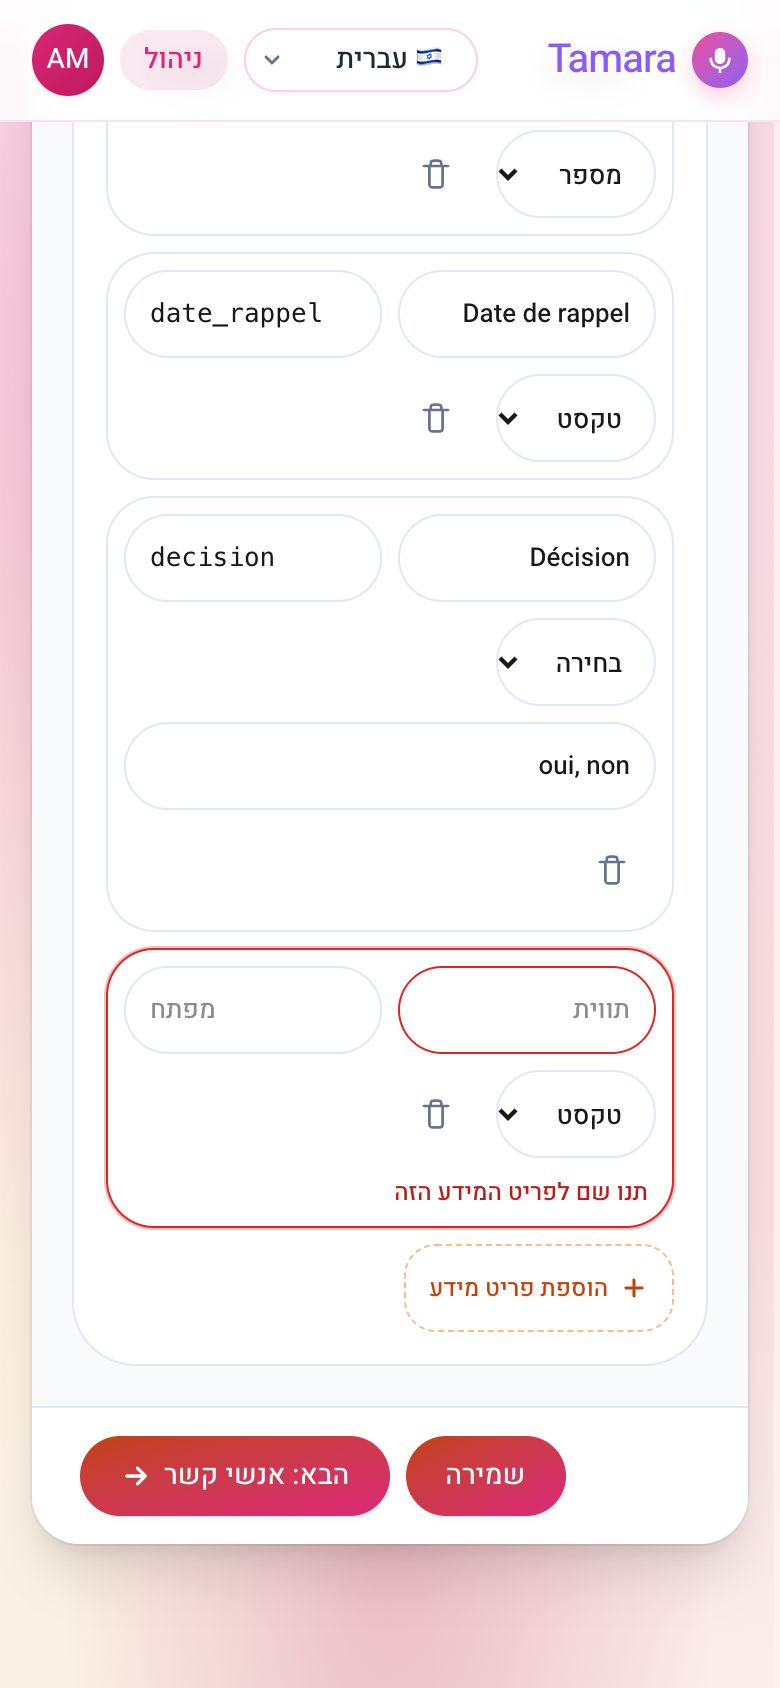 Tamara
עברית
ניהול
AM
מספר
Date de rappel
date_rappel
טקסט
Décision
decision
בחירה
oui, non
תווית
מפתח
טקסט
תנו שם לפריט המידע הזה
+ הוספת פריט מידע
שמירה
הבא: אנשי קשר →